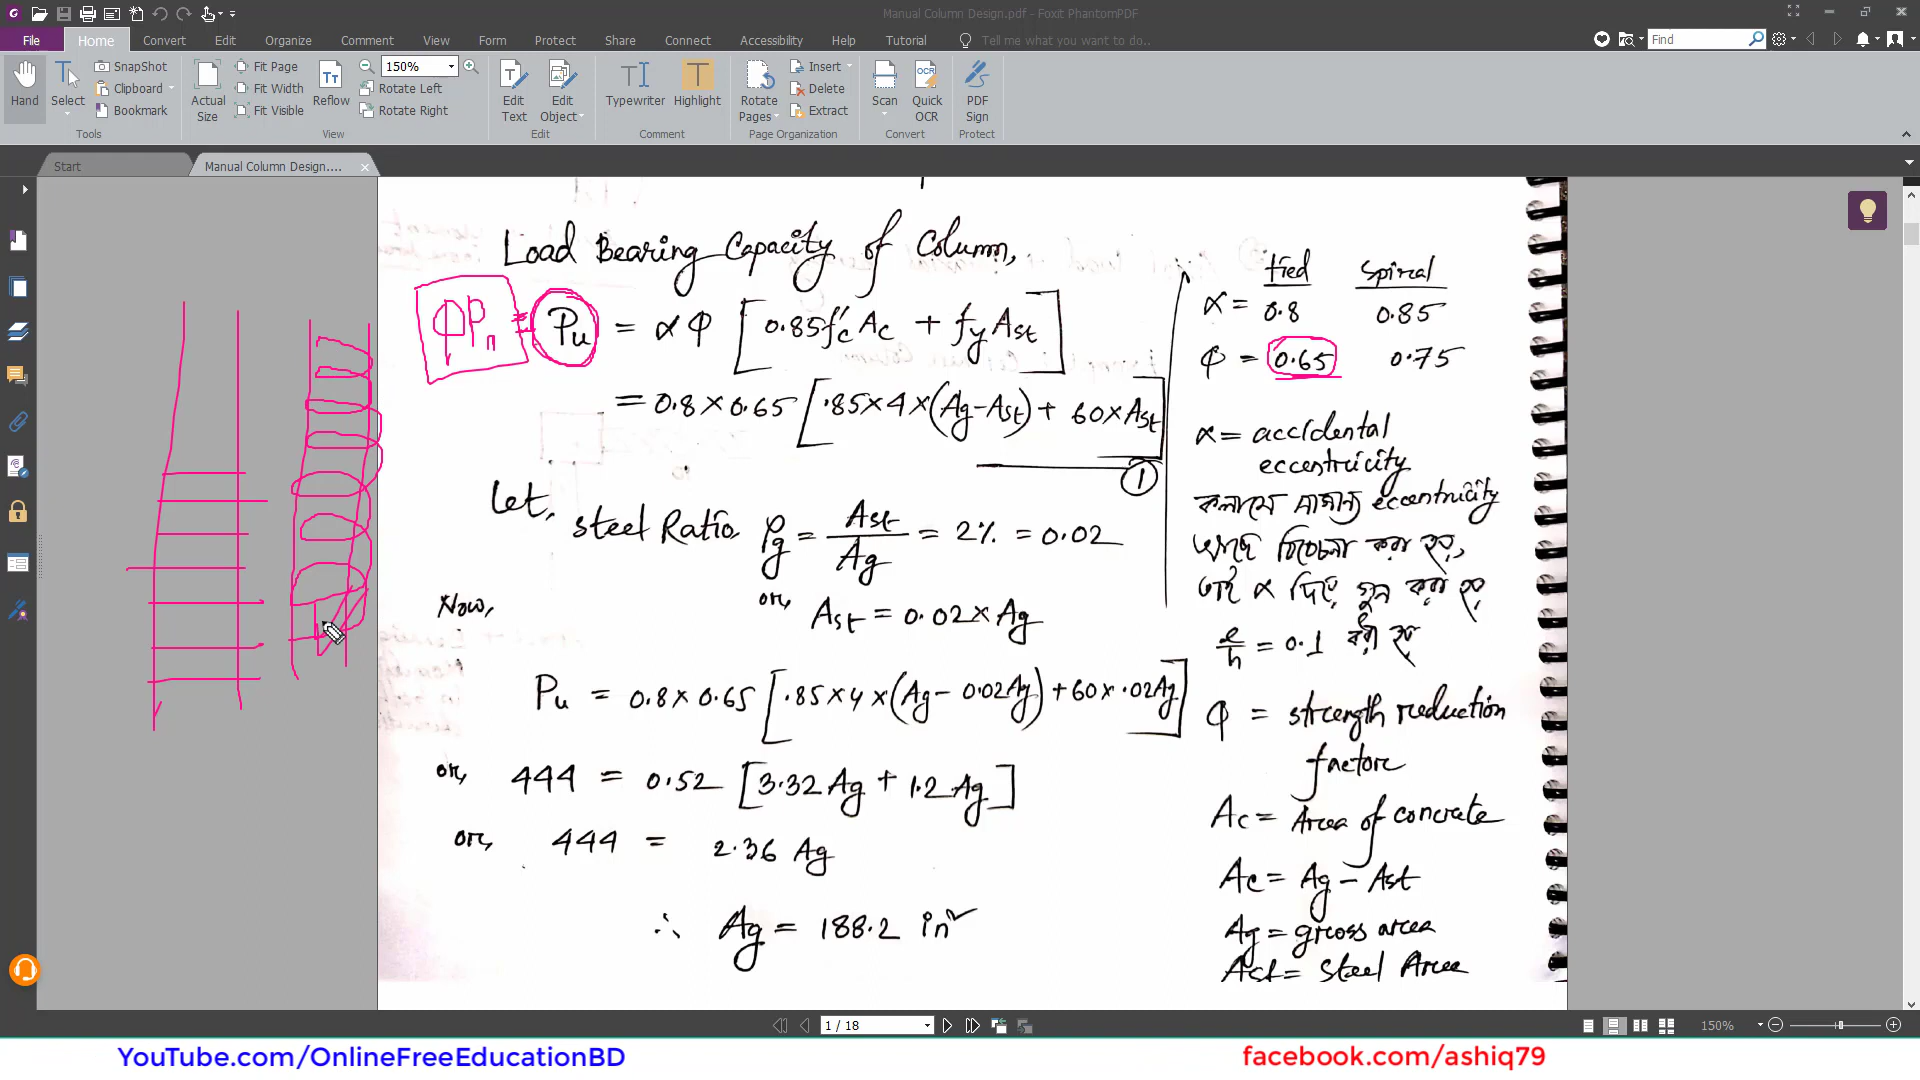 Manual Column Design.pdf - Foxit PhantomPDF
File Home Convert Edit Organize Comment View Form Protect Share Connect Accessibility Help Tutorial Tell me what you want to do.. Find
Hand
Select
SnapShot
Clipboard
Bookmark
Tools
Actual Size
Fit Page
Fit Width
Fit Visible
Reflow
150%
Rotate Left
Rotate Right
View
Edit Text
Edit Object
Edit
Typewriter
Highlight
Comment
Rotate Pages
Insert
Delete
Extract
Page Organization
Scan
Quick OCR
Convert
PDF Sign
Protect
Start
Manual Column Design....
Load Bearing Capacity of Column,
ΦPn = Pu = α φ [0.85f'c Ac + fy Ast]
= 0.8 × 0.65 [.85×4×(Ag-Ast) + 60×Ast]
①
Let, steel Ratio, ρg = Ast/Ag = 2% = 0.02
or, Ast = 0.02 × Ag
Now,
Pu = 0.8 × 0.65 [.85×4×(Ag - 0.02Ag) + 60×.02Ag]
or, 444 = 0.52 [3.32 Ag + 1.2 Ag]
or, 444 = 2.36 Ag
∴ Ag = 188.2 in²
tied spiral
α = 0.8 0.85
φ = 0.65 0.75
α = accidental
eccentricity
কলামে সামান্য eccentricity
আছে বিবেচনা করা হয়,
তাই α দিয়ে গুন করা হয়
e/h = 0.1 ধরা হয়
φ = strength reduction
factor
Ac = Area of concrete
Ac = Ag - Ast
Ag = gross area
Ast = Steel Area
1 / 18
150%
YouTube.com/OnlineFreeEducationBD
facebook.com/ashiq79